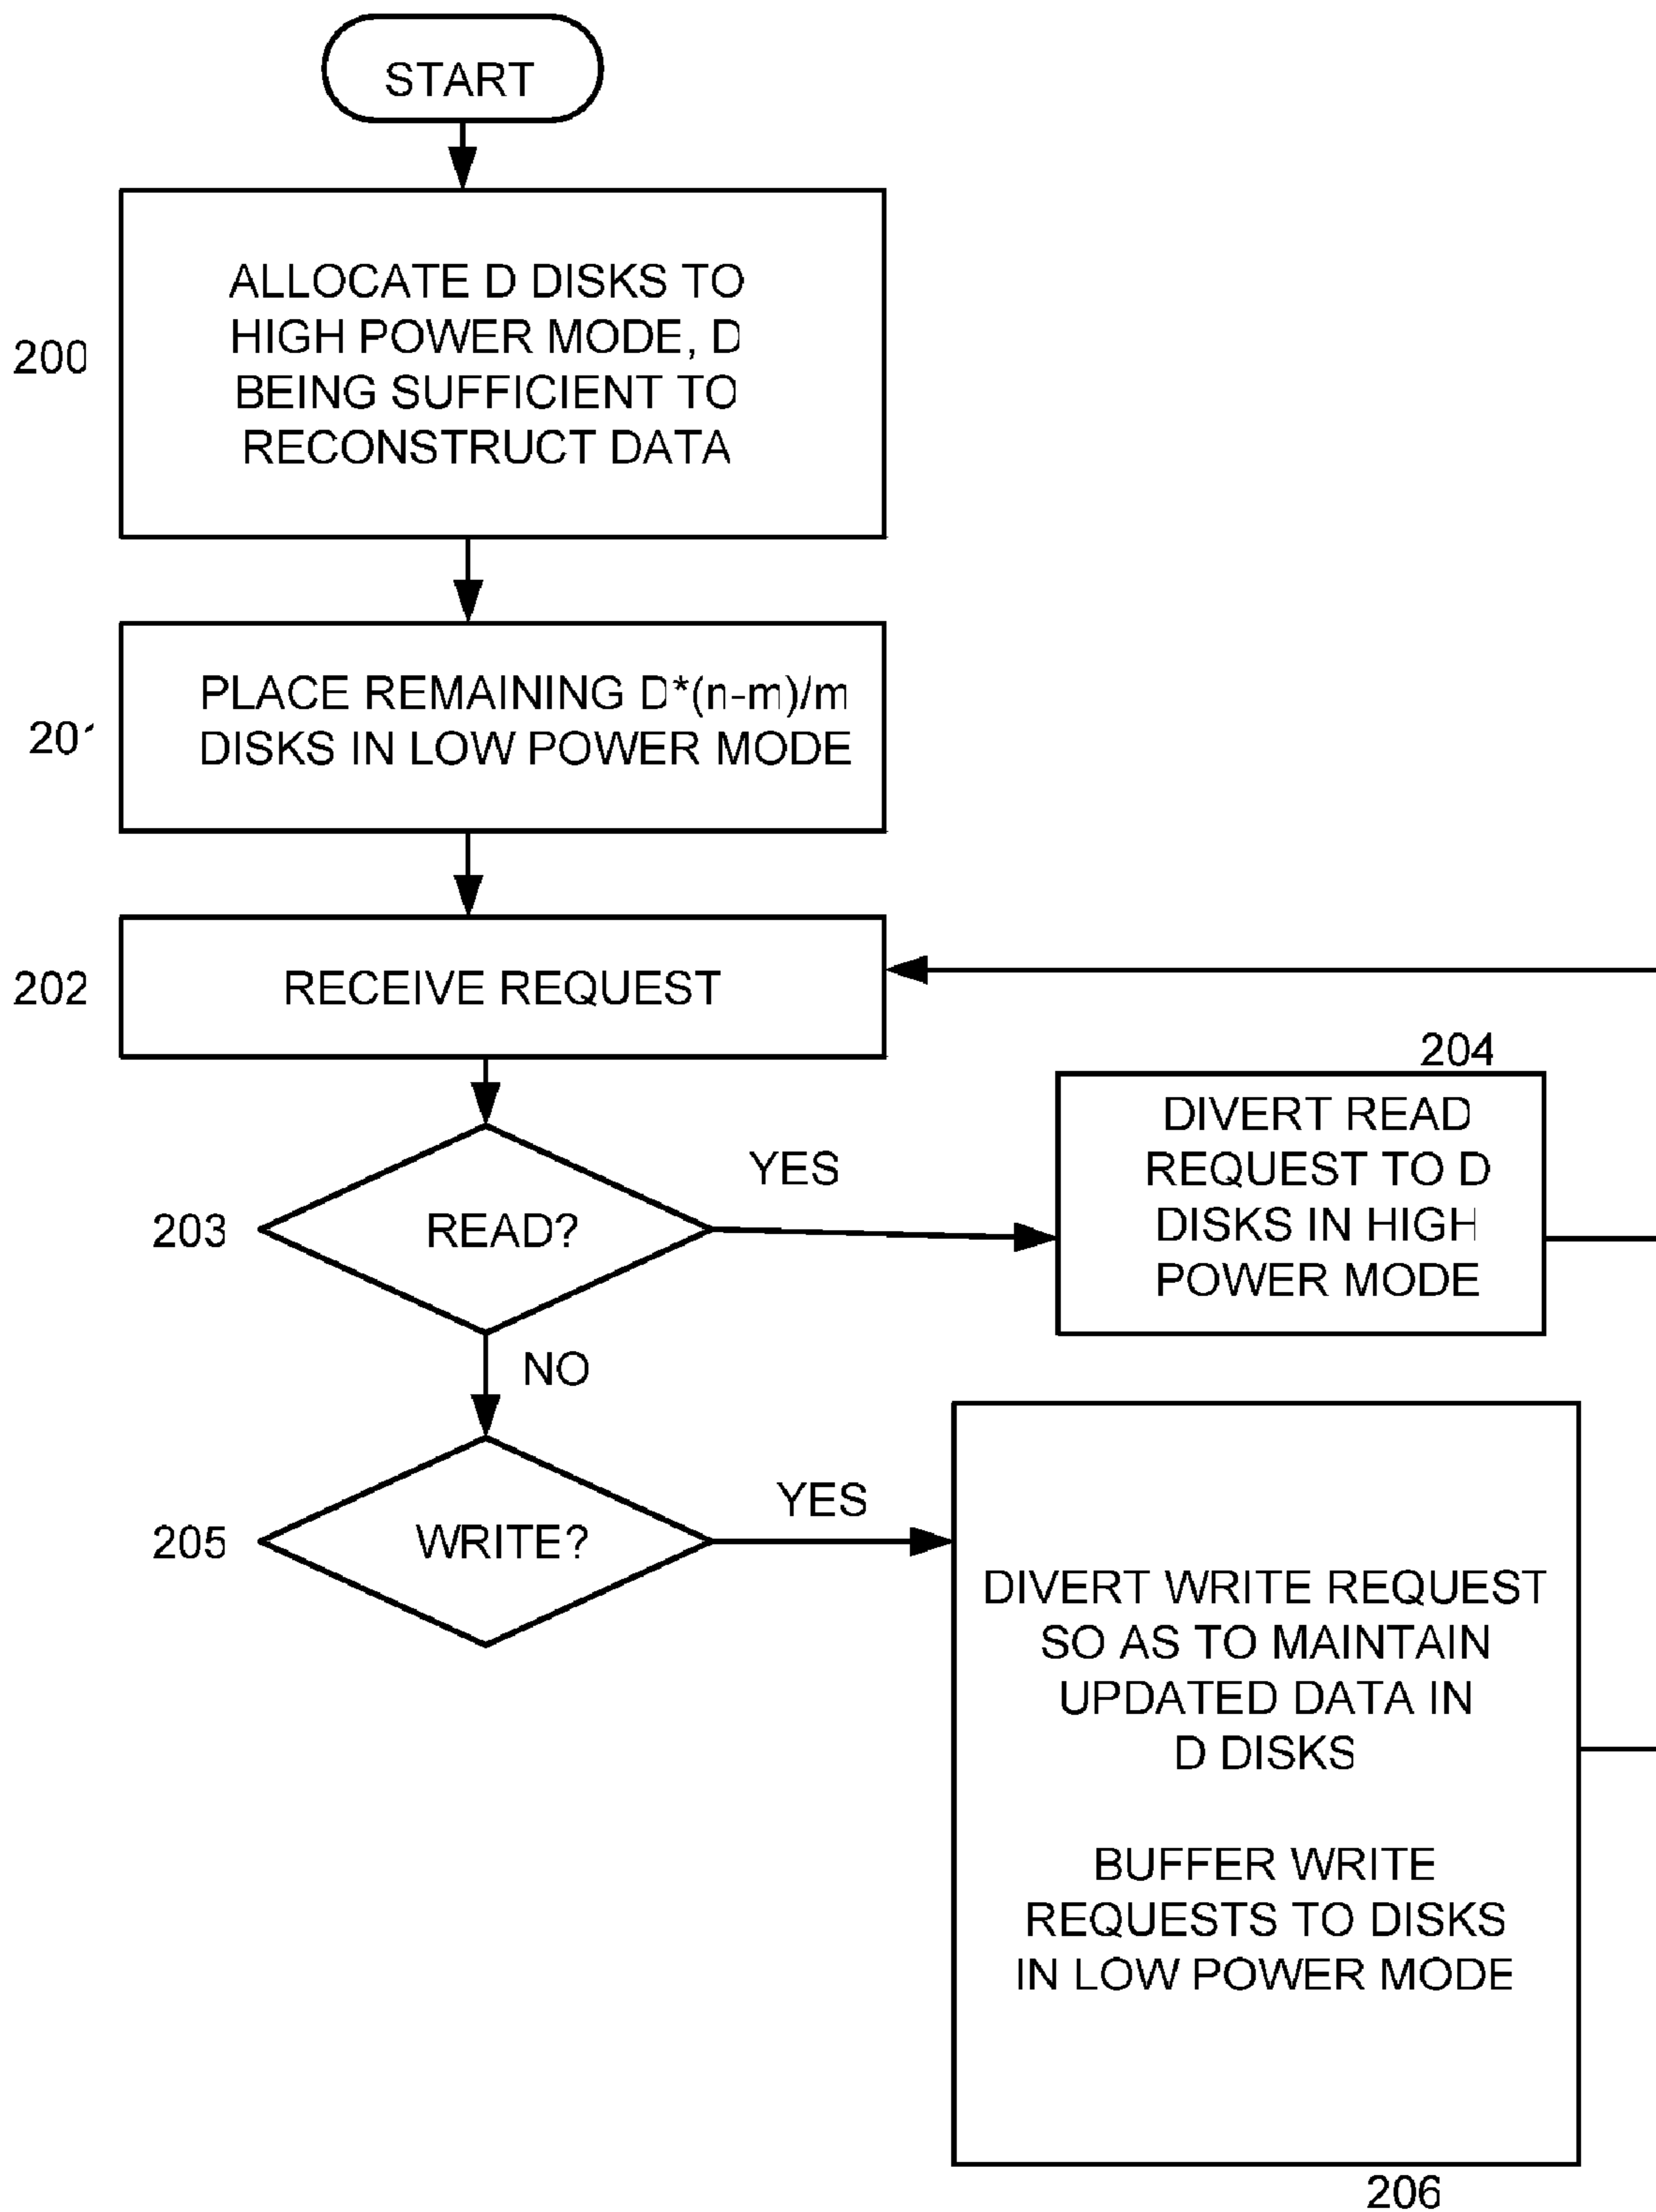 START
200
ALLOCATE D DISKS TO
HIGH POWER MODE, D
BEING SUFFICIENT TO
RECONSTRUCT DATA
201
PLACE REMAINING D*(n-m)/m
DISKS IN LOW POWER MODE
202
RECEIVE REQUEST
203
READ?
YES
204
DIVERT READ
REQUEST TO D
DISKS IN HIGH
POWER MODE
NO
205
WRITE?
YES
DIVERT WRITE REQUEST
SO AS TO MAINTAIN
UPDATED DATA IN
D DISKS
BUFFER WRITE
REQUESTS TO DISKS
IN LOW POWER MODE
206